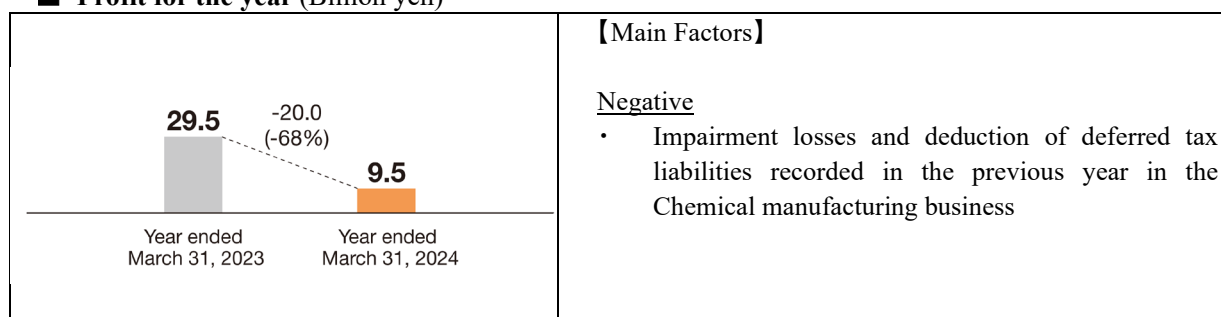 ■ Profit for the year (Billion yen)
29.5
-20.0
(-68%)
9.5
Year ended
March 31, 2023
Year ended
March 31, 2024
【Main Factors】
Negative
・ Impairment losses and deduction of deferred tax
liabilities recorded in the previous year in the
Chemical manufacturing business